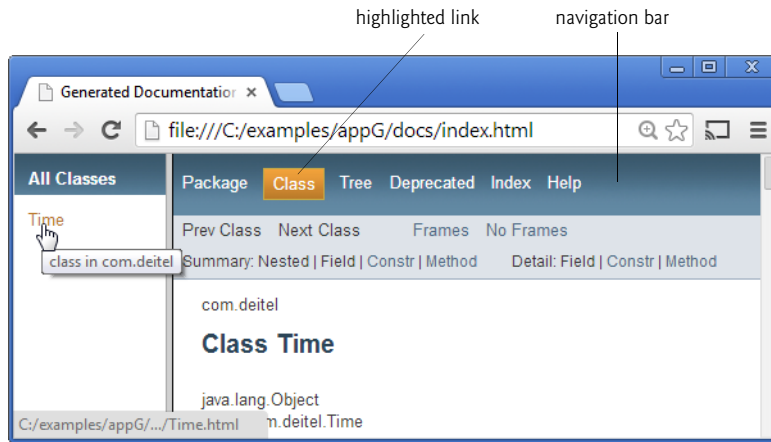 highlighted link
navigation bar
Generated Documentation
file:///C:/examples/appG/docs/index.html
All Classes
Package Class Tree Deprecated Index Help
Time
Prev Class Next Class Frames No Frames
class in com.deitel
Summary: Nested | Field | Constr | Method Detail: Field | Constr | Method
com.deitel
Class Time
java.lang.Object
m.deitel.Time
C:/examples/appG/.../Time.html